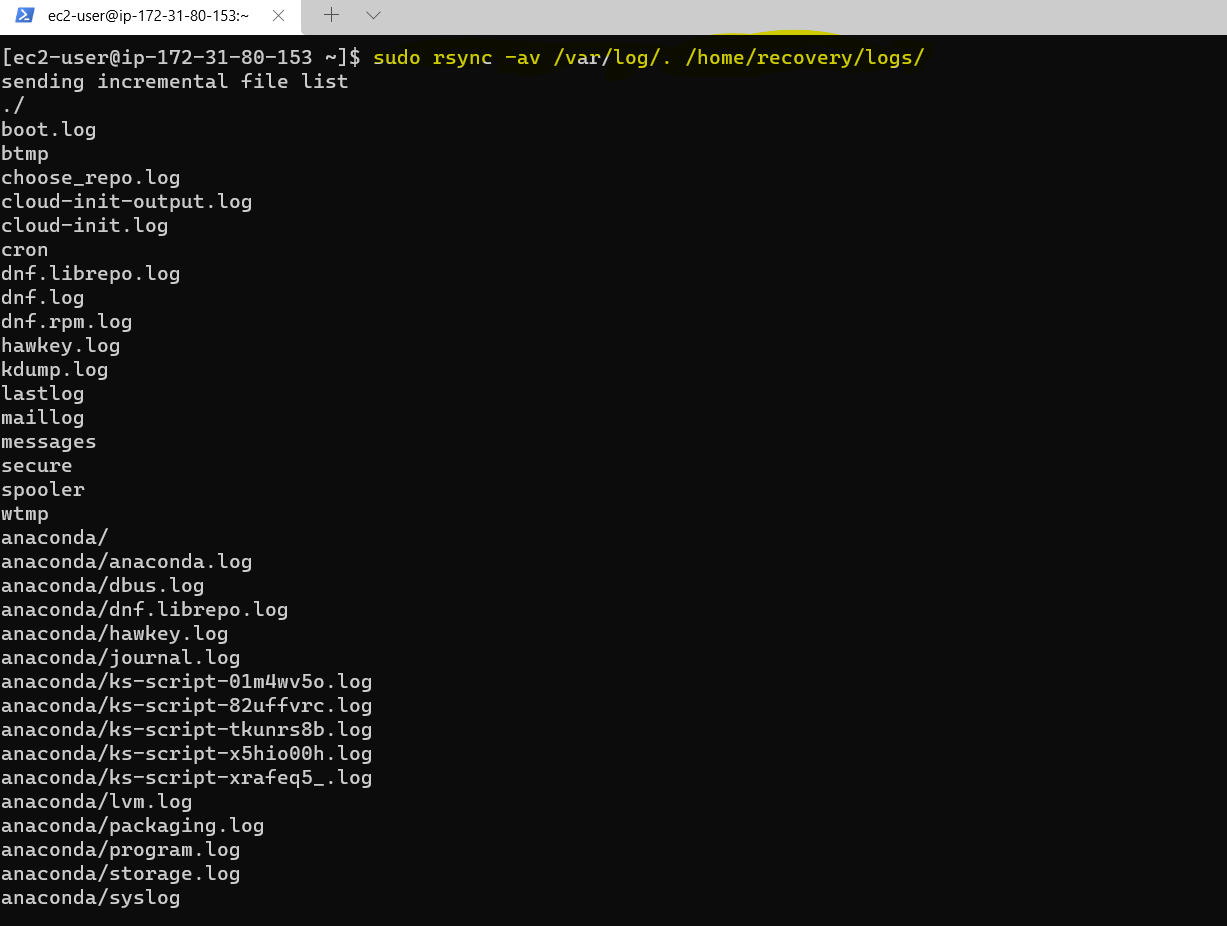 ec2-user@ip-172-31-80-153:~
[ec2-user@ip-172-31-80-153 ~]$ sudo rsync -av /var/log/. /home/recovery/logs/
sending incremental file list
./
boot.log
btmp
choose_repo.log
cloud-init-output.log
cloud-init.log
cron
dnf.librepo.log
dnf.log
dnf.rpm.log
hawkey.log
kdump.log
lastlog
maillog
messages
secure
spooler
wtmp
anaconda/
anaconda/anaconda.log
anaconda/dbus.log
anaconda/dnf.librepo.log
anaconda/hawkey.log
anaconda/journal.log
anaconda/ks-script-01m4wv5o.log
anaconda/ks-script-82uffvrc.log
anaconda/ks-script-tkunrs8b.log
anaconda/ks-script-x5hio00h.log
anaconda/ks-script-xrafeq5_.log
anaconda/lvm.log
anaconda/packaging.log
anaconda/program.log
anaconda/storage.log
anaconda/syslog